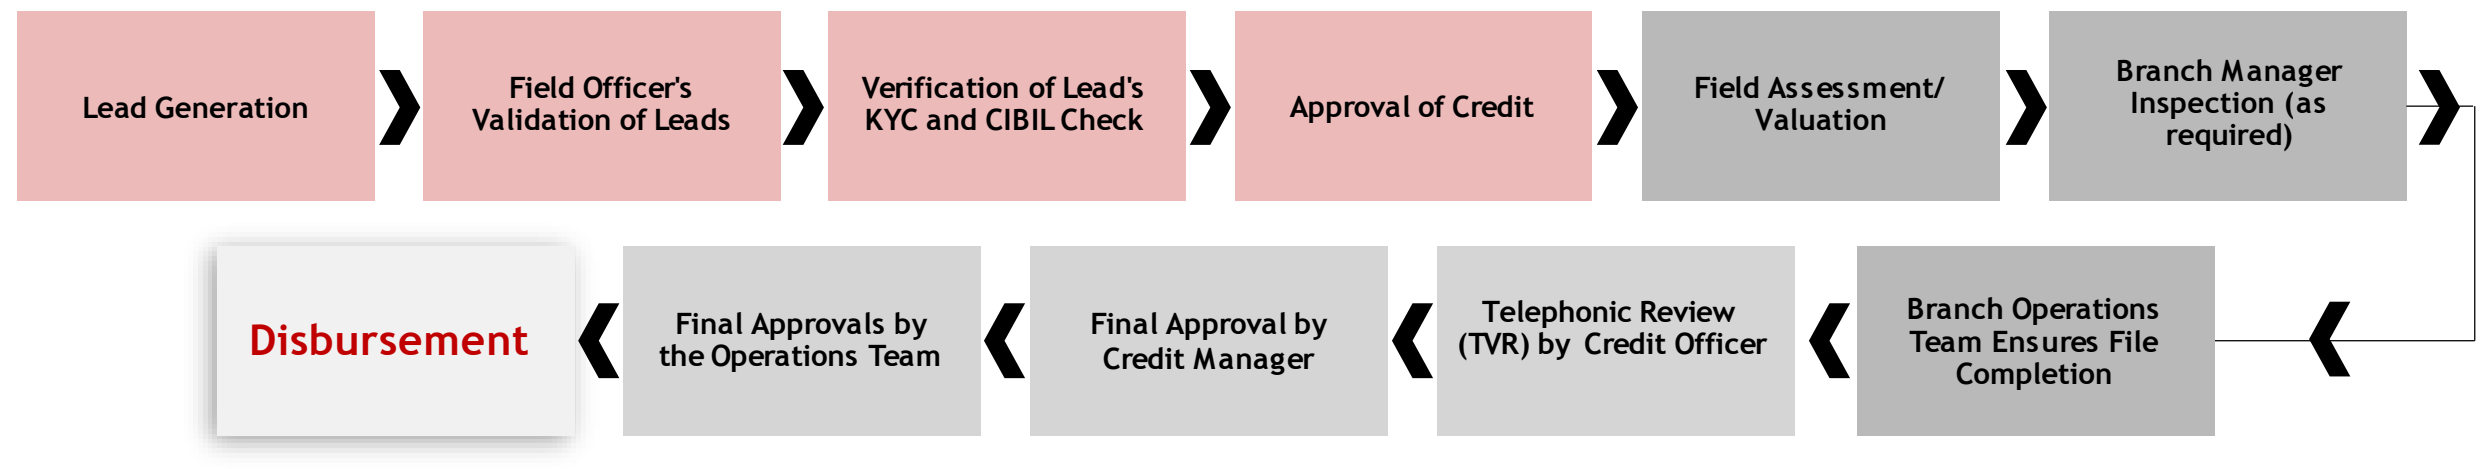 Lead Generation
Field Officer's
Validation of Leads
Verification of Lead's
KYC and CIBIL Check
Approval of Credit
Field Assessment/
Valuation
Branch Manager
Inspection (as
required)
Branch Operations
Team Ensures File
Completion
Telephonic Review
(TVR) by Credit Officer
Final Approval by
Credit Manager
Final Approvals by
the Operations Team
Disbursement